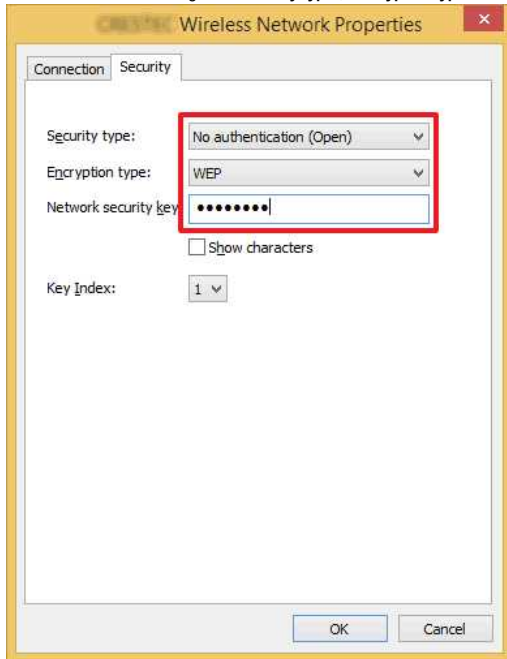 Wireless Network Properties
Connection Security
Security type: No authentication (Open)
Encryption type: WEP
Network security key ••••••••
Show characters
Key Index: 1
OK Cancel